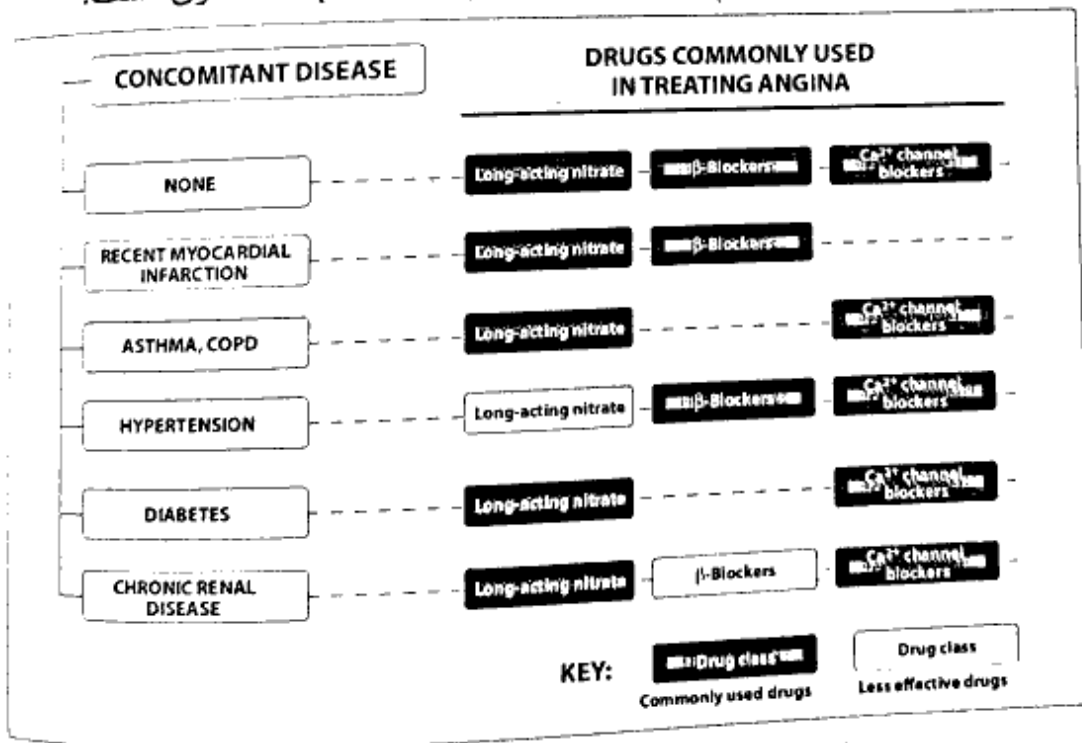 CONCOMITANT DISEASE
DRUGS COMMONLY USED
IN TREATING ANGINA
NONE
Long-acting nitrate
β-Blockers
Ca²⁺ channel
blockers
RECENT MYOCARDIAL
INFARCTION
Long-acting nitrate
β-Blockers
ASTHMA, COPD
Long-acting nitrate
Ca²⁺ channel
blockers
HYPERTENSION
Long-acting nitrate
β-Blockers
Ca²⁺ channel
blockers
DIABETES
Long-acting nitrate
Ca²⁺ channel
blockers
CHRONIC RENAL
DISEASE
Long-acting nitrate
β-Blockers
Ca²⁺ channel
blockers
KEY:
Drug class
Commonly used drugs
Drug class
Less effective drugs